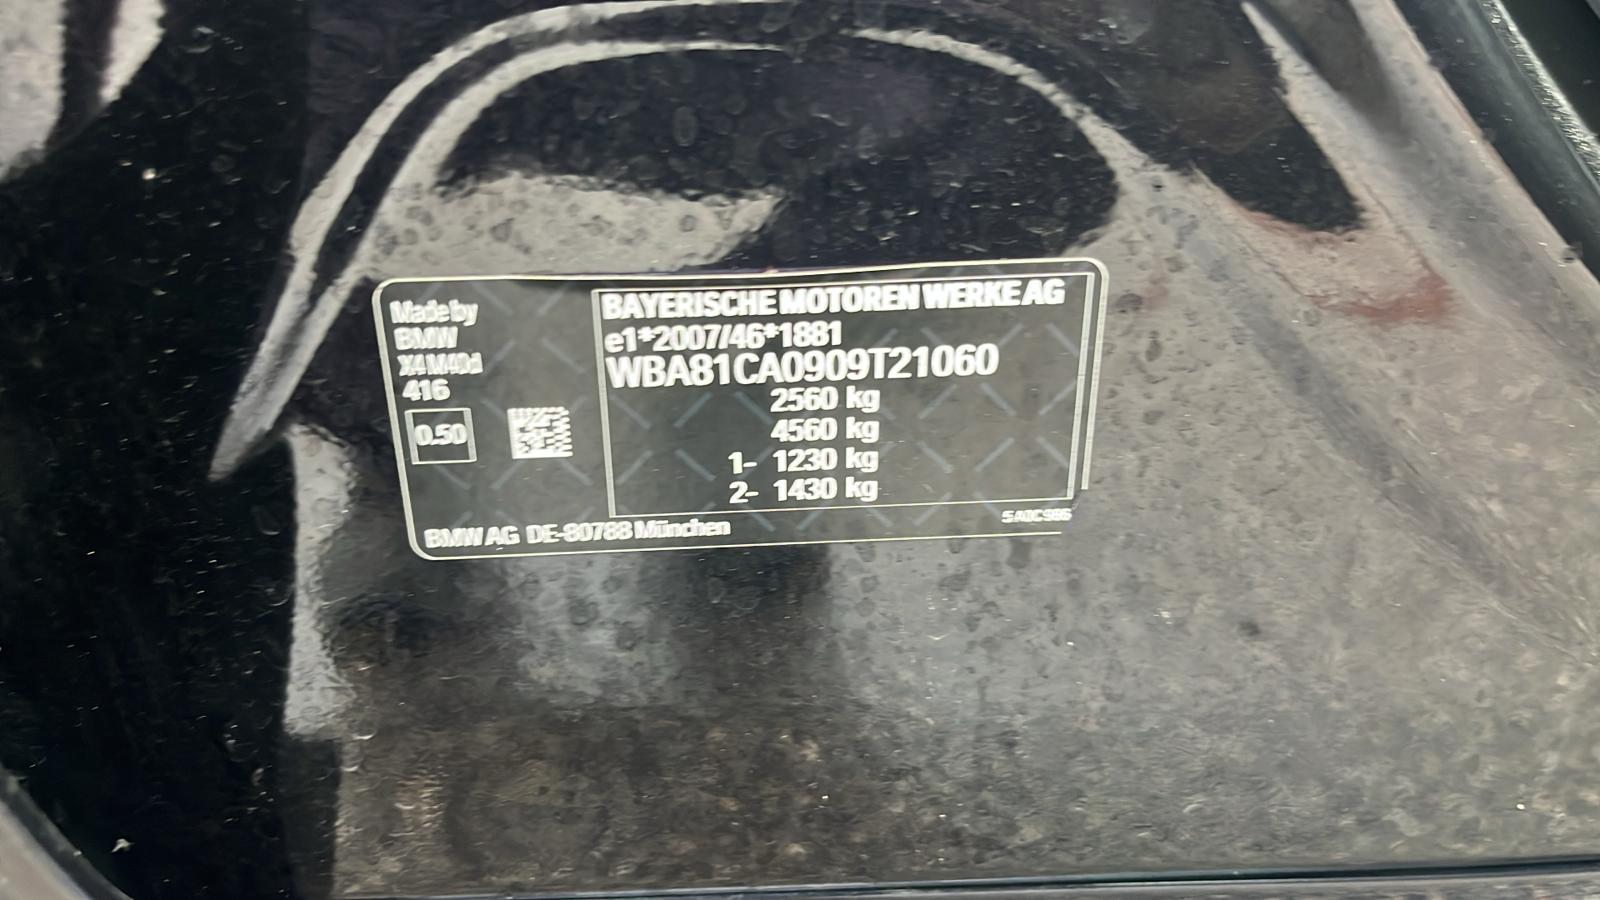 Made by
BMW
X4 M40d
416
0.50
BAYERISCHE MOTOREN WERKE AG
e1*2007/46*1881
WBA81CA0909T21060
2560 kg
4560 kg
1- 1230 kg
2- 1430 kg
BMW AG DE-80788 München